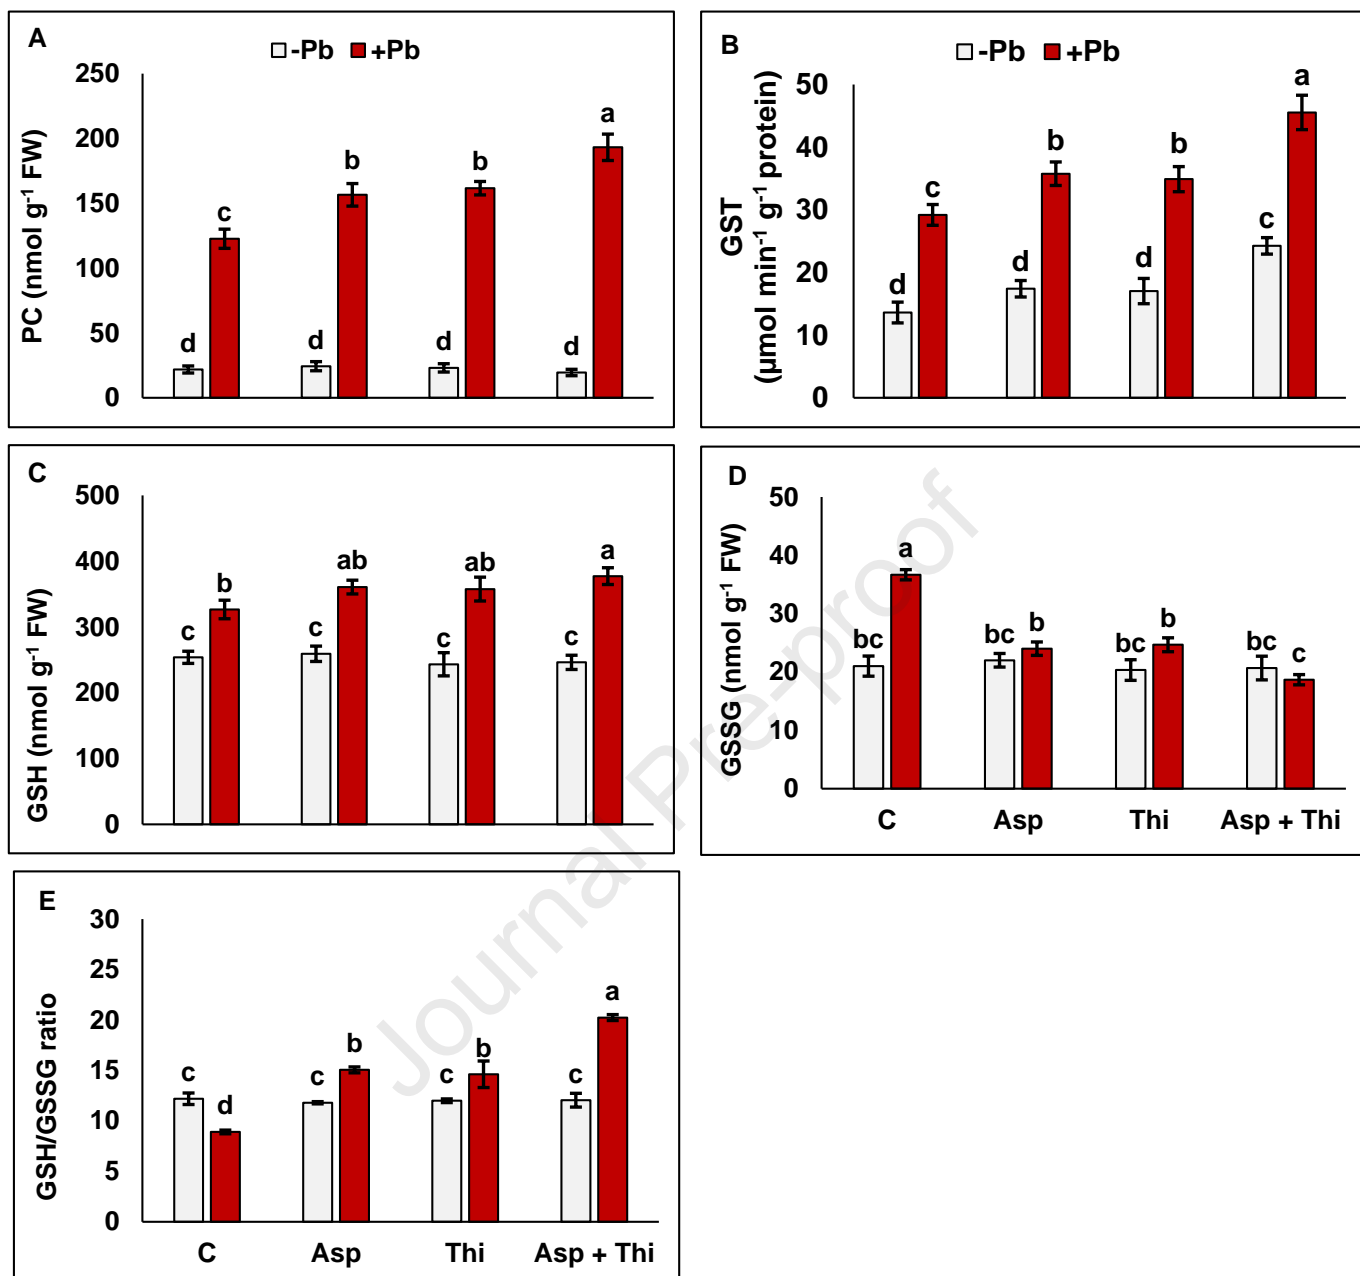 A
-Pb +Pb
PC (nmol g⁻¹ FW)
250
200
150
100
50
0
d c d b d b d a
B
-Pb +Pb
GST
(µmol min⁻¹ g⁻¹ protein)
50
40
30
20
10
0
d c d b d b c a
C
GSH (nmol g⁻¹ FW)
500
400
300
200
100
0
c b c ab c ab c a
D
GSSG (nmol g⁻¹ FW)
50
40
30
20
10
0
bc a bc b bc b bc c
C Asp Thi Asp + Thi
E
GSH/GSSG ratio
30
25
20
15
10
5
0
c d c b c b c a
C Asp Thi Asp + Thi
Journal Pre-proof